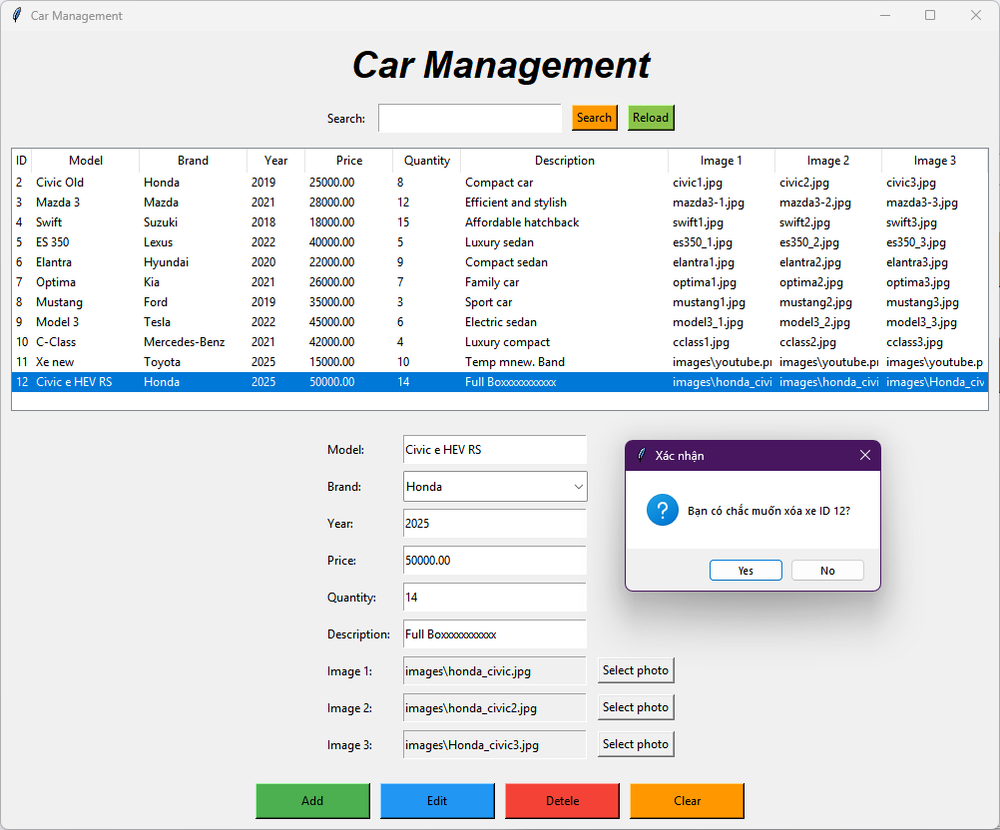 Car Management
Car Management
Search: Search Reload
ID Model Brand Year Price Quantity Description Image 1 Image 2 Image 3
2 Civic Old Honda 2019 25000.00 8 Compact car civic1.jpg civic2.jpg civic3.jpg
3 Mazda 3 Mazda 2021 28000.00 12 Efficient and stylish mazda3-1.jpg mazda3-2.jpg mazda3-3.jpg
4 Swift Suzuki 2018 18000.00 15 Affordable hatchback swift1.jpg swift2.jpg swift3.jpg
5 ES 350 Lexus 2022 40000.00 5 Luxury sedan es350_1.jpg es350_2.jpg es350_3.jpg
6 Elantra Hyundai 2020 22000.00 9 Compact sedan elantra1.jpg elantra2.jpg elantra3.jpg
7 Optima Kia 2021 26000.00 7 Family car optima1.jpg optima2.jpg optima3.jpg
8 Mustang Ford 2019 35000.00 3 Sport car mustang1.jpg mustang2.jpg mustang3.jpg
9 Model 3 Tesla 2022 45000.00 6 Electric sedan model3_1.jpg model3_2.jpg model3_3.jpg
10 C-Class Mercedes-Benz 2021 42000.00 4 Luxury compact cclass1.jpg cclass2.jpg cclass3.jpg
11 Xe new Toyota 2025 15000.00 10 Temp mnew. Band images\youtube.pr images\youtube.pr images\youtube.p
12 Civic e HEV RS Honda 2025 50000.00 14 Full Boxxxxxxxxxxx images\honda_civi images\honda_civi images\Honda_civ
Model: Civic e HEV RS
Brand: Honda
Year: 2025
Price: 50000.00
Quantity: 14
Description: Full Boxxxxxxxxxxx
Image 1: images\honda_civic.jpg Select photo
Image 2: images\honda_civic2.jpg Select photo
Image 3: images\Honda_civic3.jpg Select photo
Xác nhận
Bạn có chắc muốn xóa xe ID 12?
Yes No
Add Edit Detele Clear